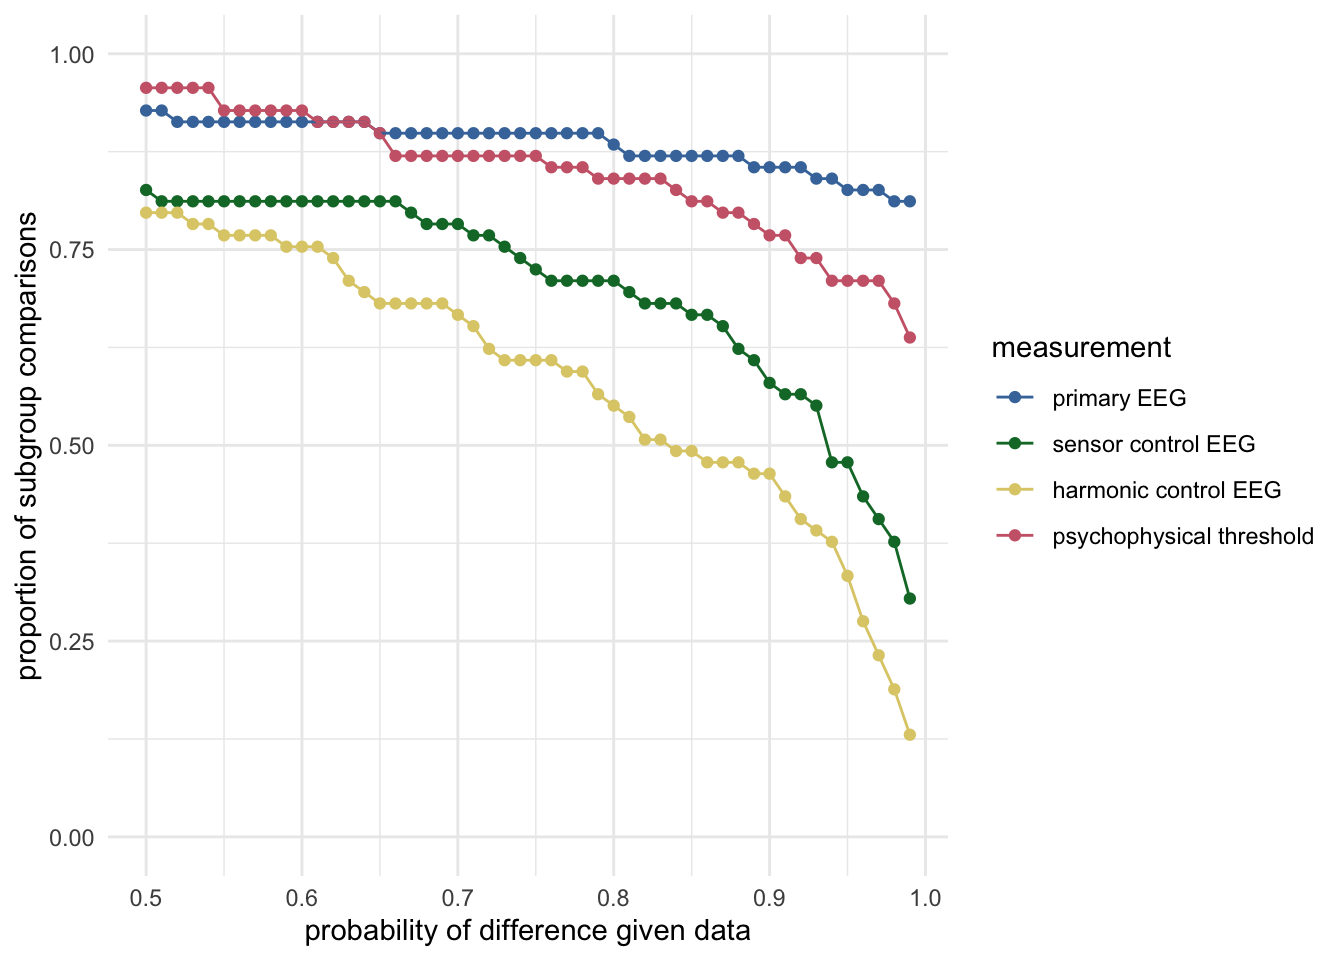 proportion of subgroup comparisons
1.00
0.75
0.50
0.25
0.00
0.5 0.6 0.7 0.8 0.9 1.0
probability of difference given data
measurement
primary EEG
sensor control EEG
harmonic control EEG
psychophysical threshold